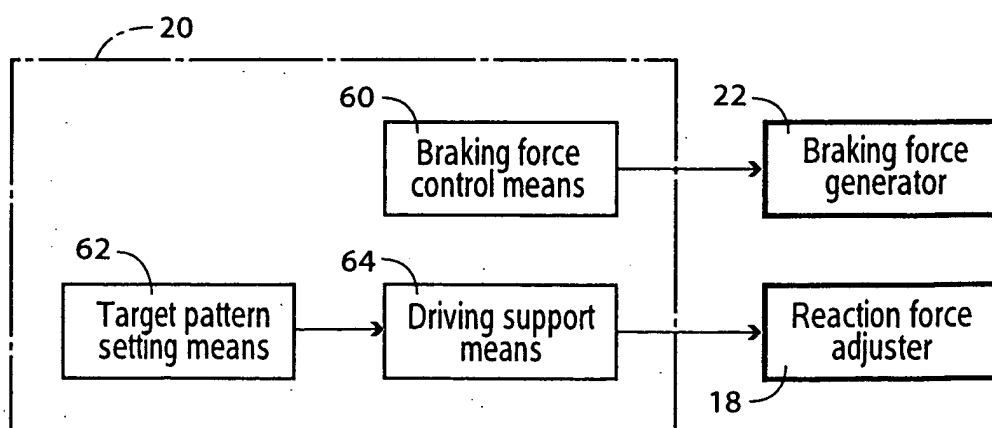 20
60
Braking force
control means
22
Braking force
generator
62
Target pattern
setting means
64
Driving support
means
Reaction force
adjuster
18